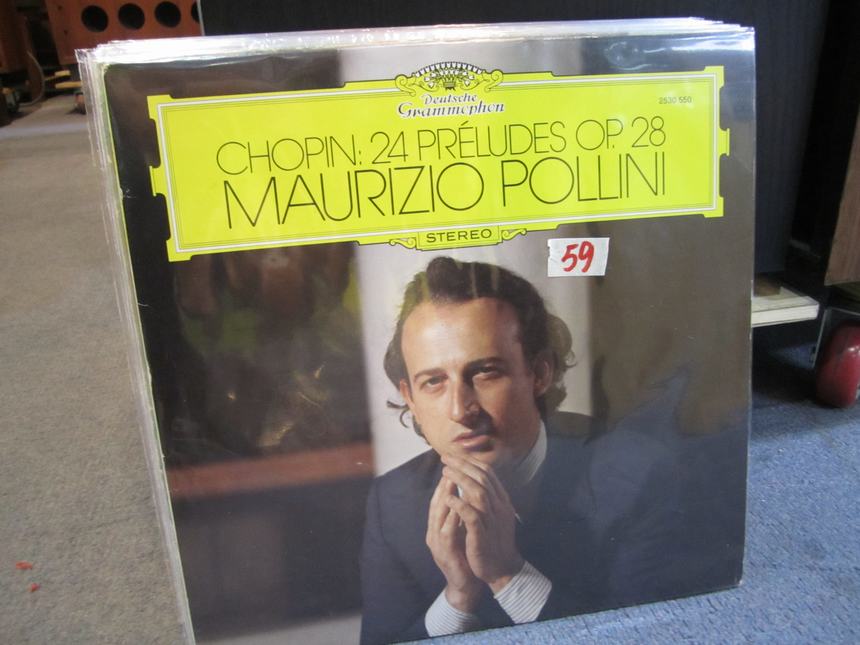 Deutsche
Grammophon
2530 550
CHOPIN: 24 PRÉLUDES OP. 28
MAURIZIO POLLINI
STEREO
59